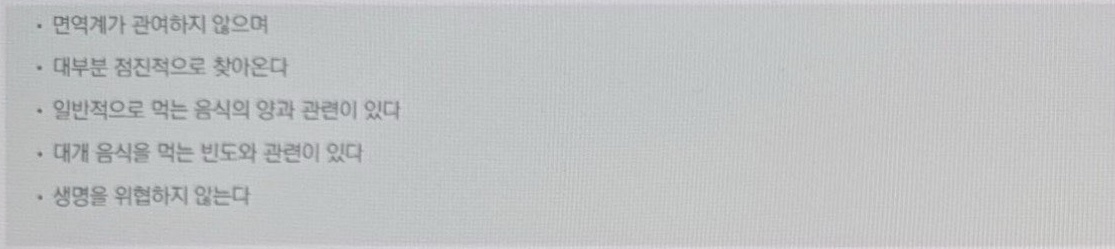 · 면역계가 관여하지 않으며
· 대부분 점진적으로 찾아온다
· 일반적으로 먹는 음식의 양과 관련이 있다
· 대개 음식을 먹는 빈도와 관련이 있다
· 생명을 위협하지 않는다